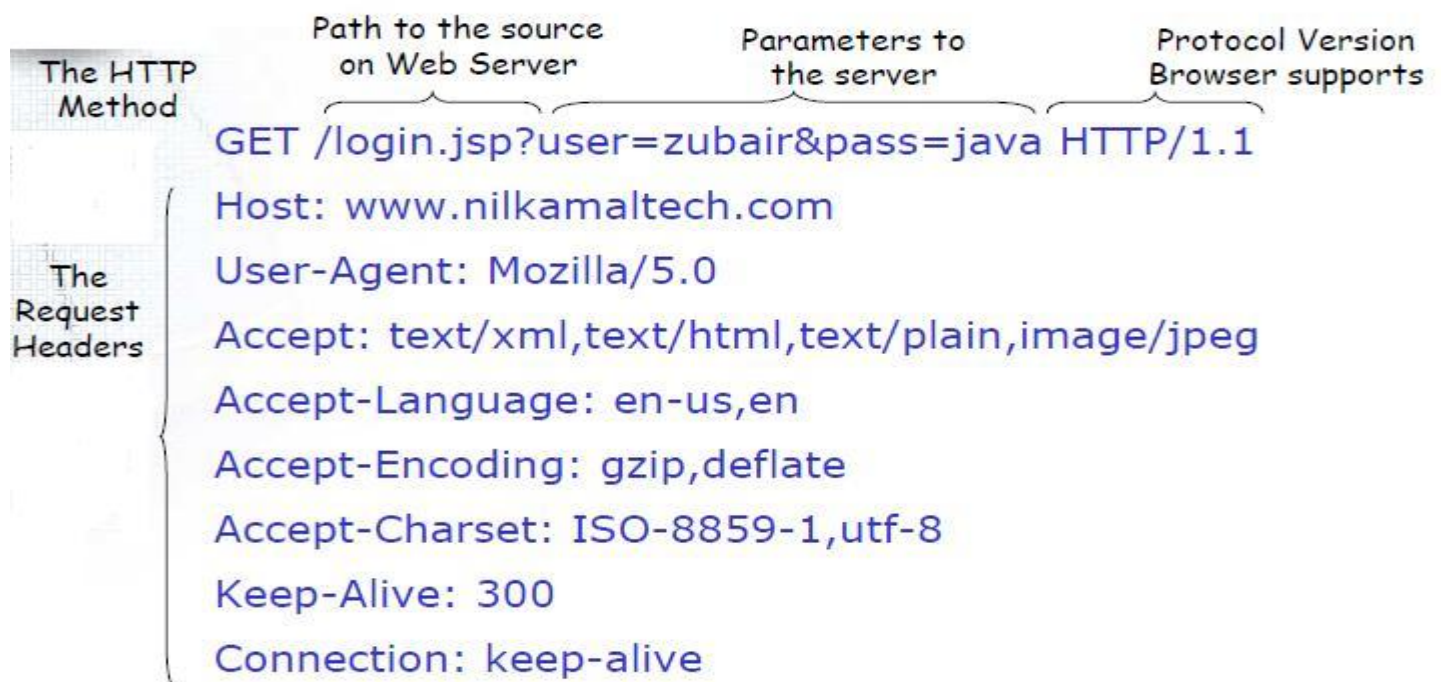 The HTTP
Method
Path to the source
on Web Server
Parameters to
the server
Protocol Version
Browser supports
GET /login.jsp?user=zubair&pass=java HTTP/1.1
The
Request
Headers
Host: www.nilkamaltech.com
User-Agent: Mozilla/5.0
Accept: text/xml,text/html,text/plain,image/jpeg
Accept-Language: en-us,en
Accept-Encoding: gzip,deflate
Accept-Charset: ISO-8859-1,utf-8
Keep-Alive: 300
Connection: keep-alive